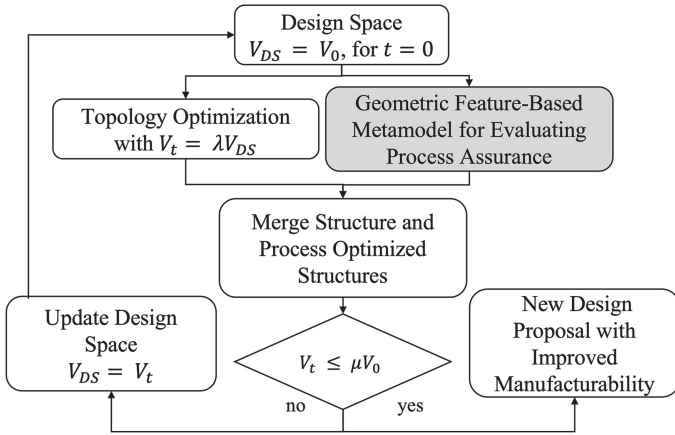 Design Space
V_DS = V_0, for t = 0
Topology Optimization
with V_t = λV_DS
Geometric Feature-Based
Metamodel for Evaluating
Process Assurance
Merge Structure and
Process Optimized
Structures
Update Design
Space
V_DS = V_t
V_t ≤ μV_0
New Design
Proposal with
Improved
Manufacturability
no
yes